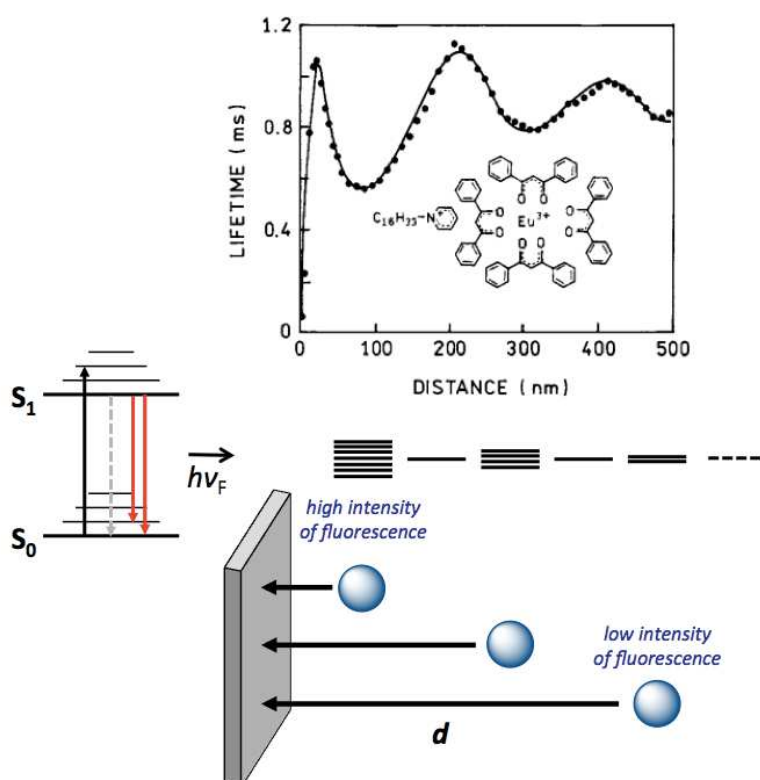 1.2
0.8
0.4
0
LIFETIME (ms)
C₁₆H₃₃–N⁺
O O
O O
O O
O O
Eu³⁺
0 100 200 300 400 500
DISTANCE (nm)
S₁
S₀
hν_F
high intensity
of fluorescence
low intensity
of fluorescence
d